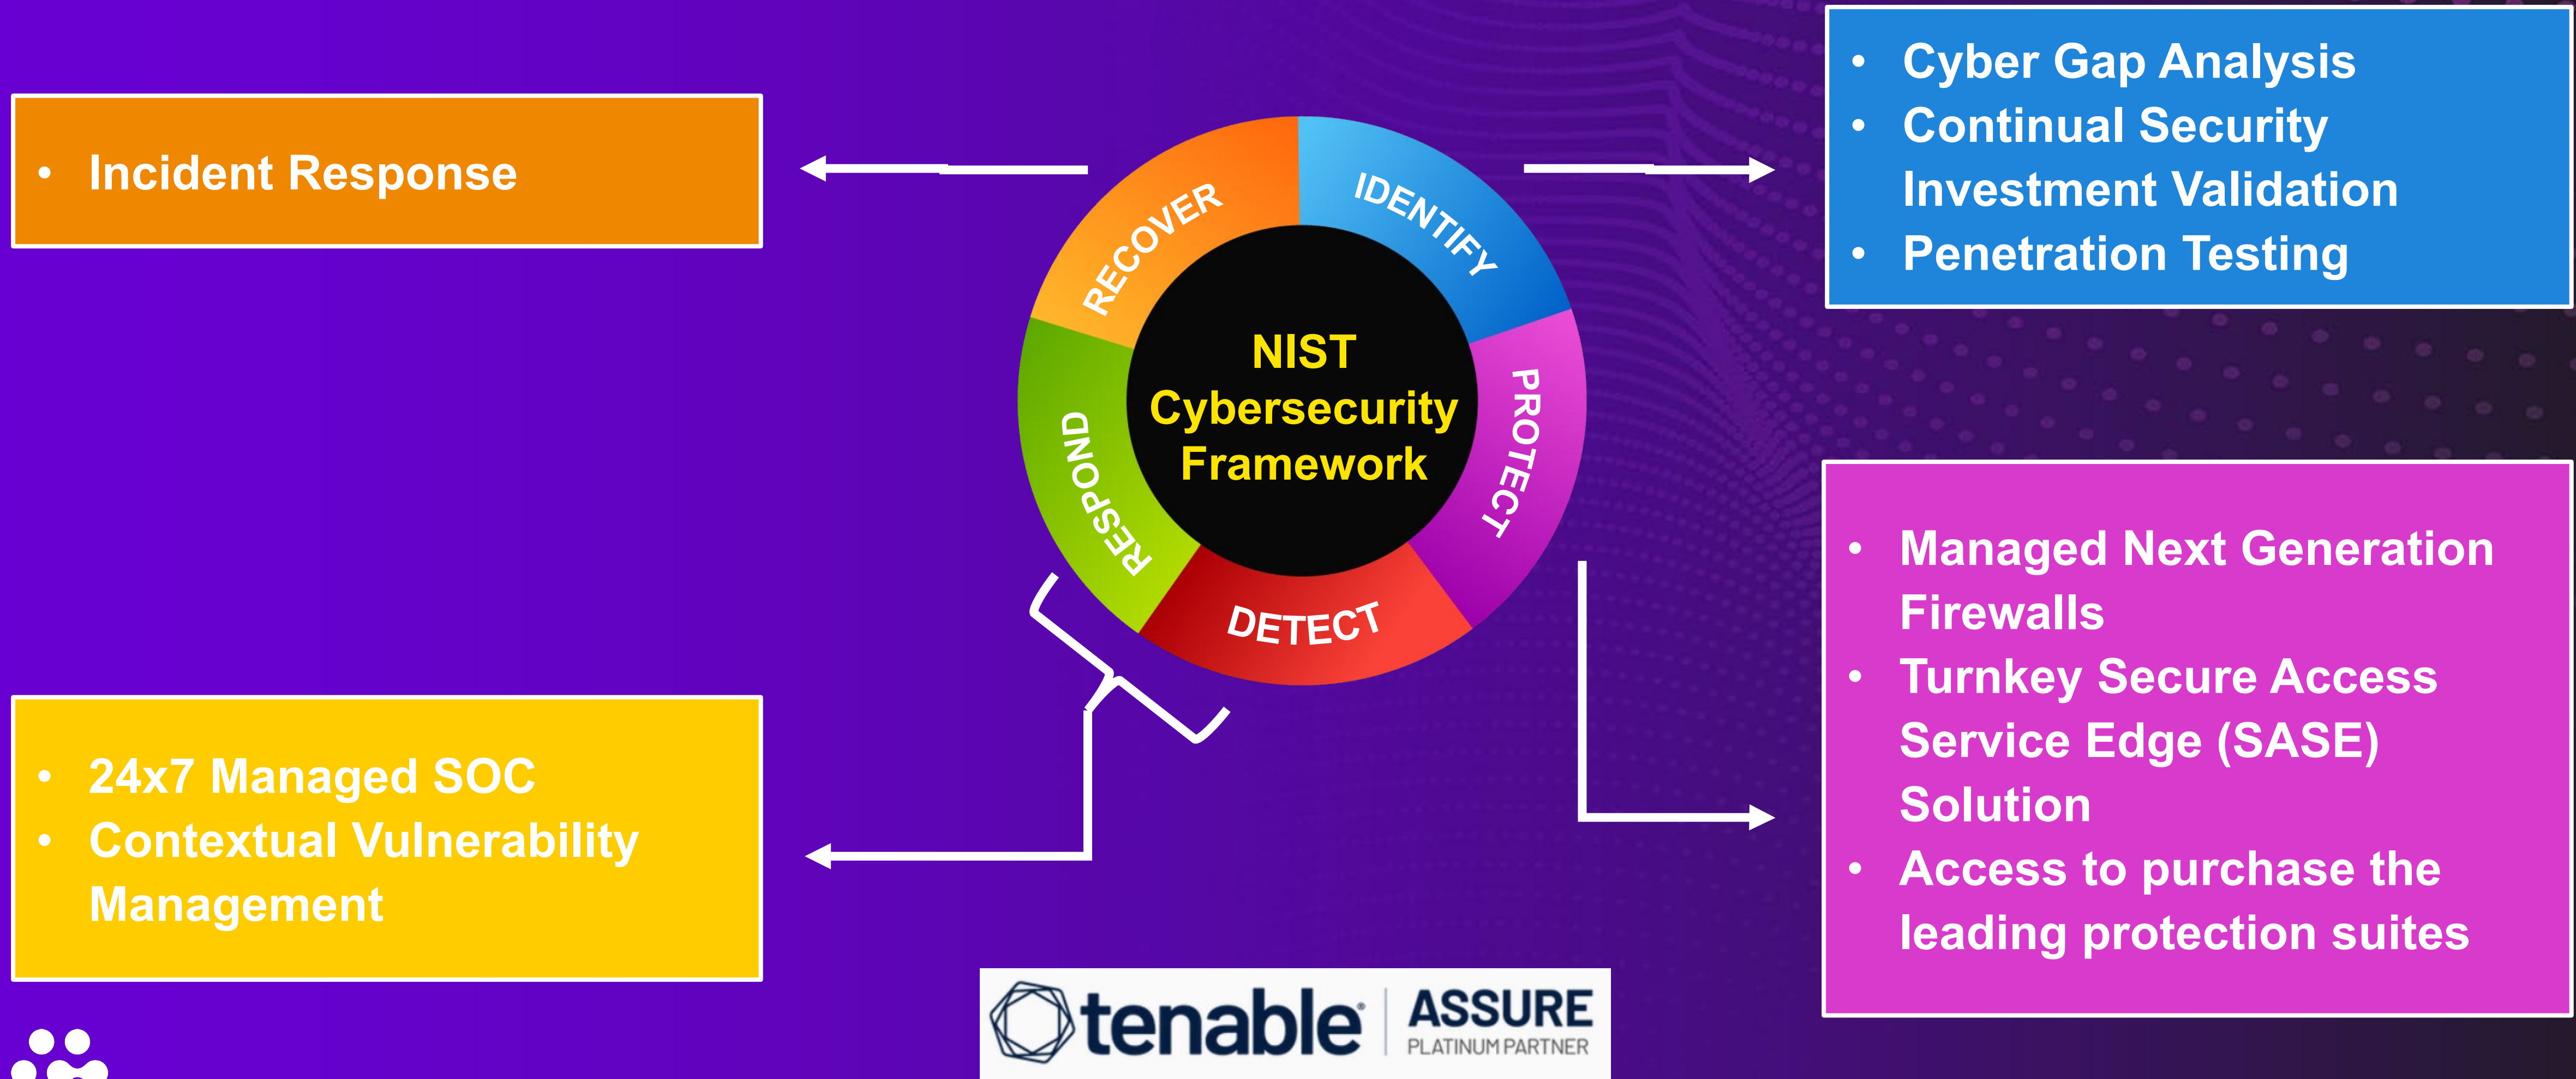 • Incident Response
RECOVER
IDENTIFY
PROTECT
DETECT
RESPOND
NIST
Cybersecurity
Framework
• Cyber Gap Analysis
• Continual Security
Investment Validation
• Penetration Testing
• 24x7 Managed SOC
• Contextual Vulnerability
Management
• Managed Next Generation
Firewalls
• Turnkey Secure Access
Service Edge (SASE)
Solution
• Access to purchase the
leading protection suites
tenable®
ASSURE
PLATINUM PARTNER